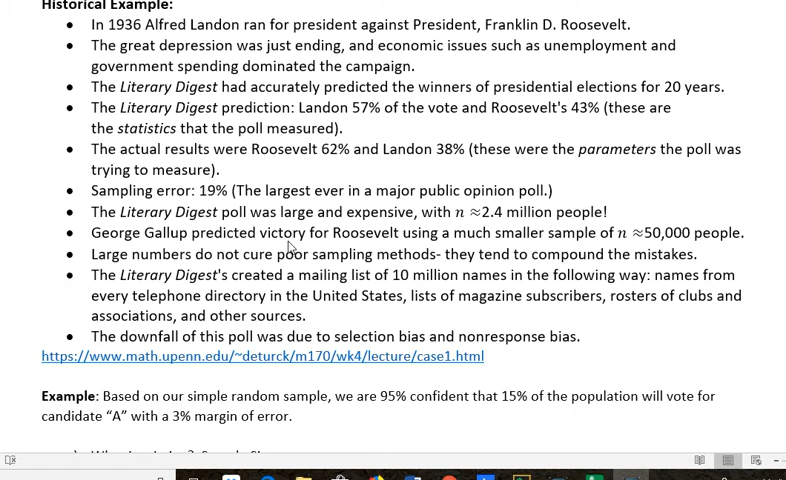 Historical Example:
• In 1936 Alfred Landon ran for president against President, Franklin D. Roosevelt.
• The great depression was just ending, and economic issues such as unemployment and
government spending dominated the campaign.
• The Literary Digest had accurately predicted the winners of presidential elections for 20 years.
• The Literary Digest prediction: Landon 57% of the vote and Roosevelt's 43% (these are
the statistics that the poll measured).
• The actual results were Roosevelt 62% and Landon 38% (these were the parameters the poll was
trying to measure).
• Sampling error: 19% (The largest ever in a major public opinion poll.)
• The Literary Digest poll was large and expensive, with n ≈2.4 million people!
• George Gallup predicted victory for Roosevelt using a much smaller sample of n ≈50,000 people.
• Large numbers do not cure poor sampling methods- they tend to compound the mistakes.
• The Literary Digest's created a mailing list of 10 million names in the following way: names from
every telephone directory in the United States, lists of magazine subscribers, rosters of clubs and
associations, and other sources.
• The downfall of this poll was due to selection bias and nonresponse bias.
https://www.math.upenn.edu/~deturck/m170/wk4/lecture/case1.html
Example: Based on our simple random sample, we are 95% confident that 15% of the population will vote for
candidate “A” with a 3% margin of error.